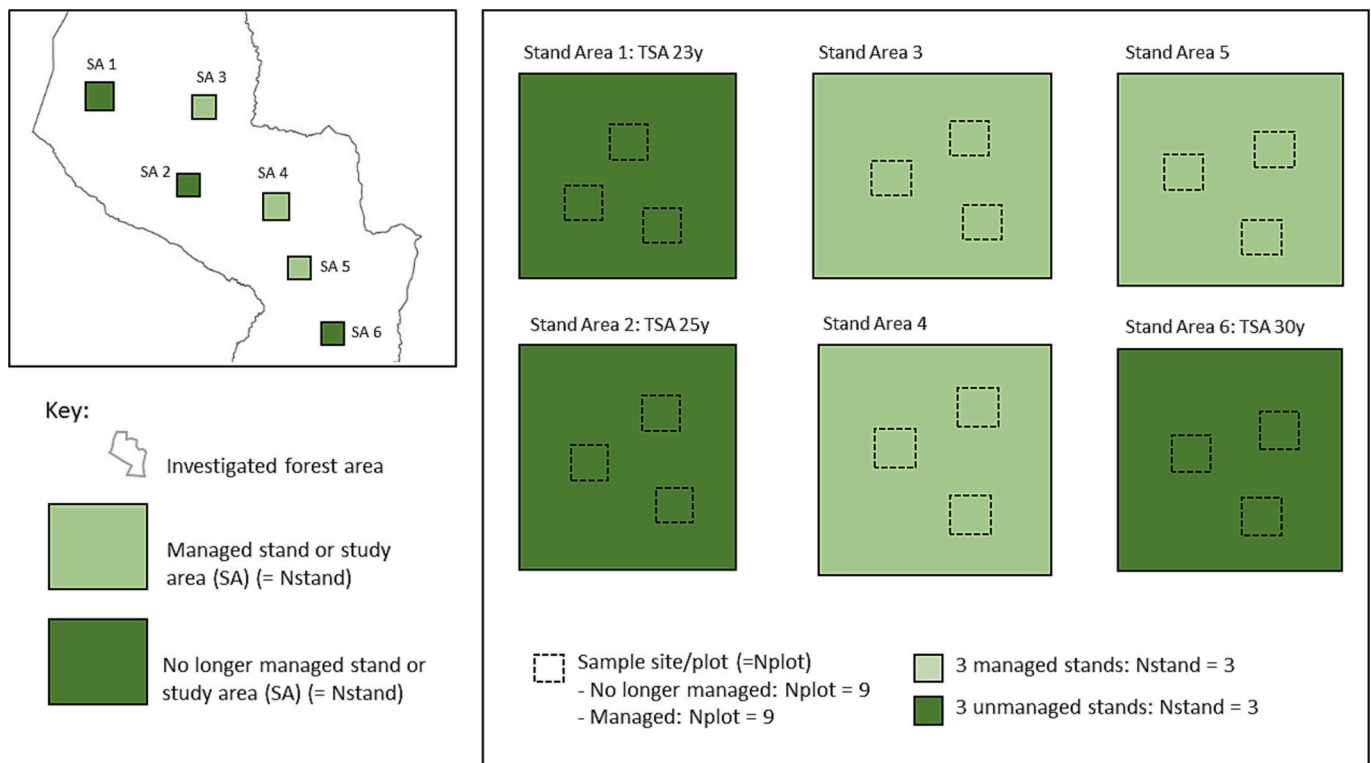 SA 1
SA 3
SA 2
SA 4
SA 5
SA 6
Key:
Investigated forest area
Managed stand or study
area (SA) (= Nstand)
No longer managed stand or
study area (SA) (= Nstand)
Stand Area 1: TSA 23y
Stand Area 3
Stand Area 5
Stand Area 2: TSA 25y
Stand Area 4
Stand Area 6: TSA 30y
Sample site/plot (=Nplot)
- No longer managed: Nplot = 9
- Managed: Nplot = 9
3 managed stands: Nstand = 3
3 unmanaged stands: Nstand = 3